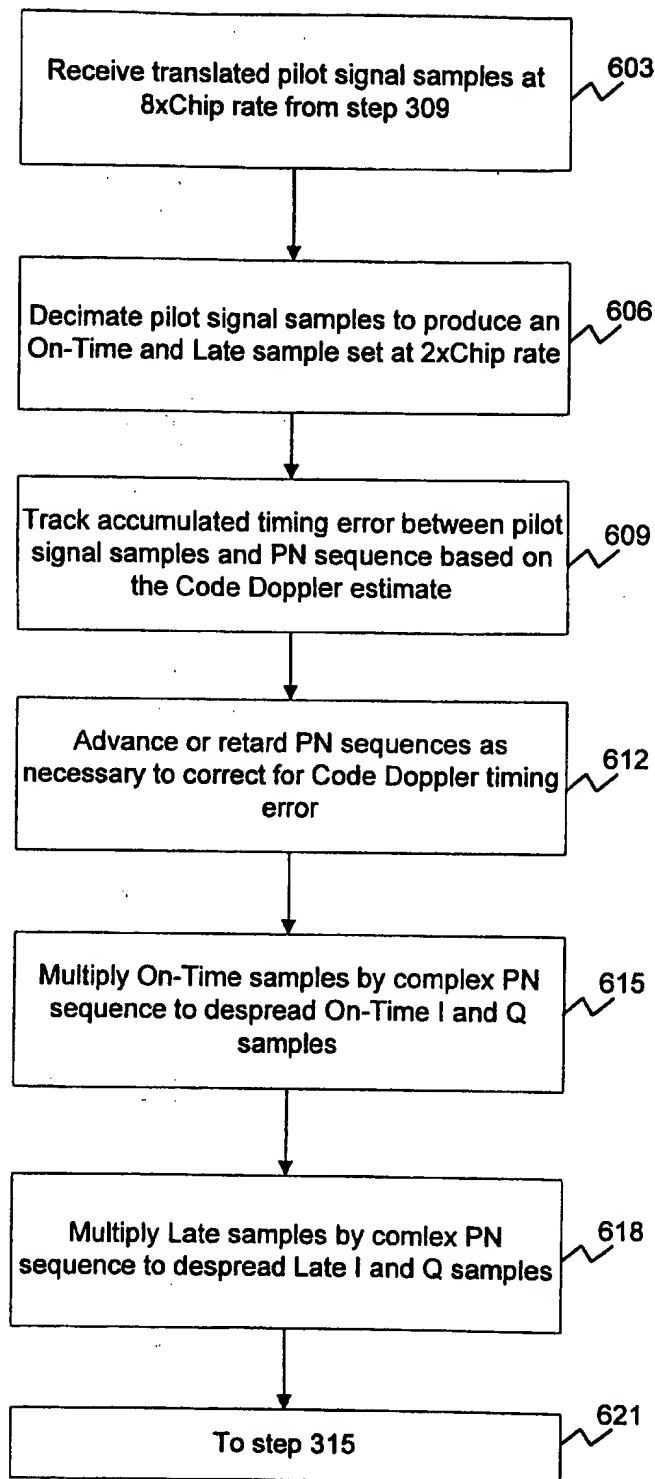 Receive translated pilot signal samples at
8xChip rate from step 309
603
Decimate pilot signal samples to produce an
On-Time and Late sample set at 2xChip rate
606
Track accumulated timing error between pilot
signal samples and PN sequence based on
the Code Doppler estimate
609
Advance or retard PN sequences as
necessary to correct for Code Doppler timing
error
612
Multiply On-Time samples by complex PN
sequence to despread On-Time I and Q
samples
615
Multiply Late samples by comlex PN
sequence to despread Late I and Q samples
618
To step 315
621